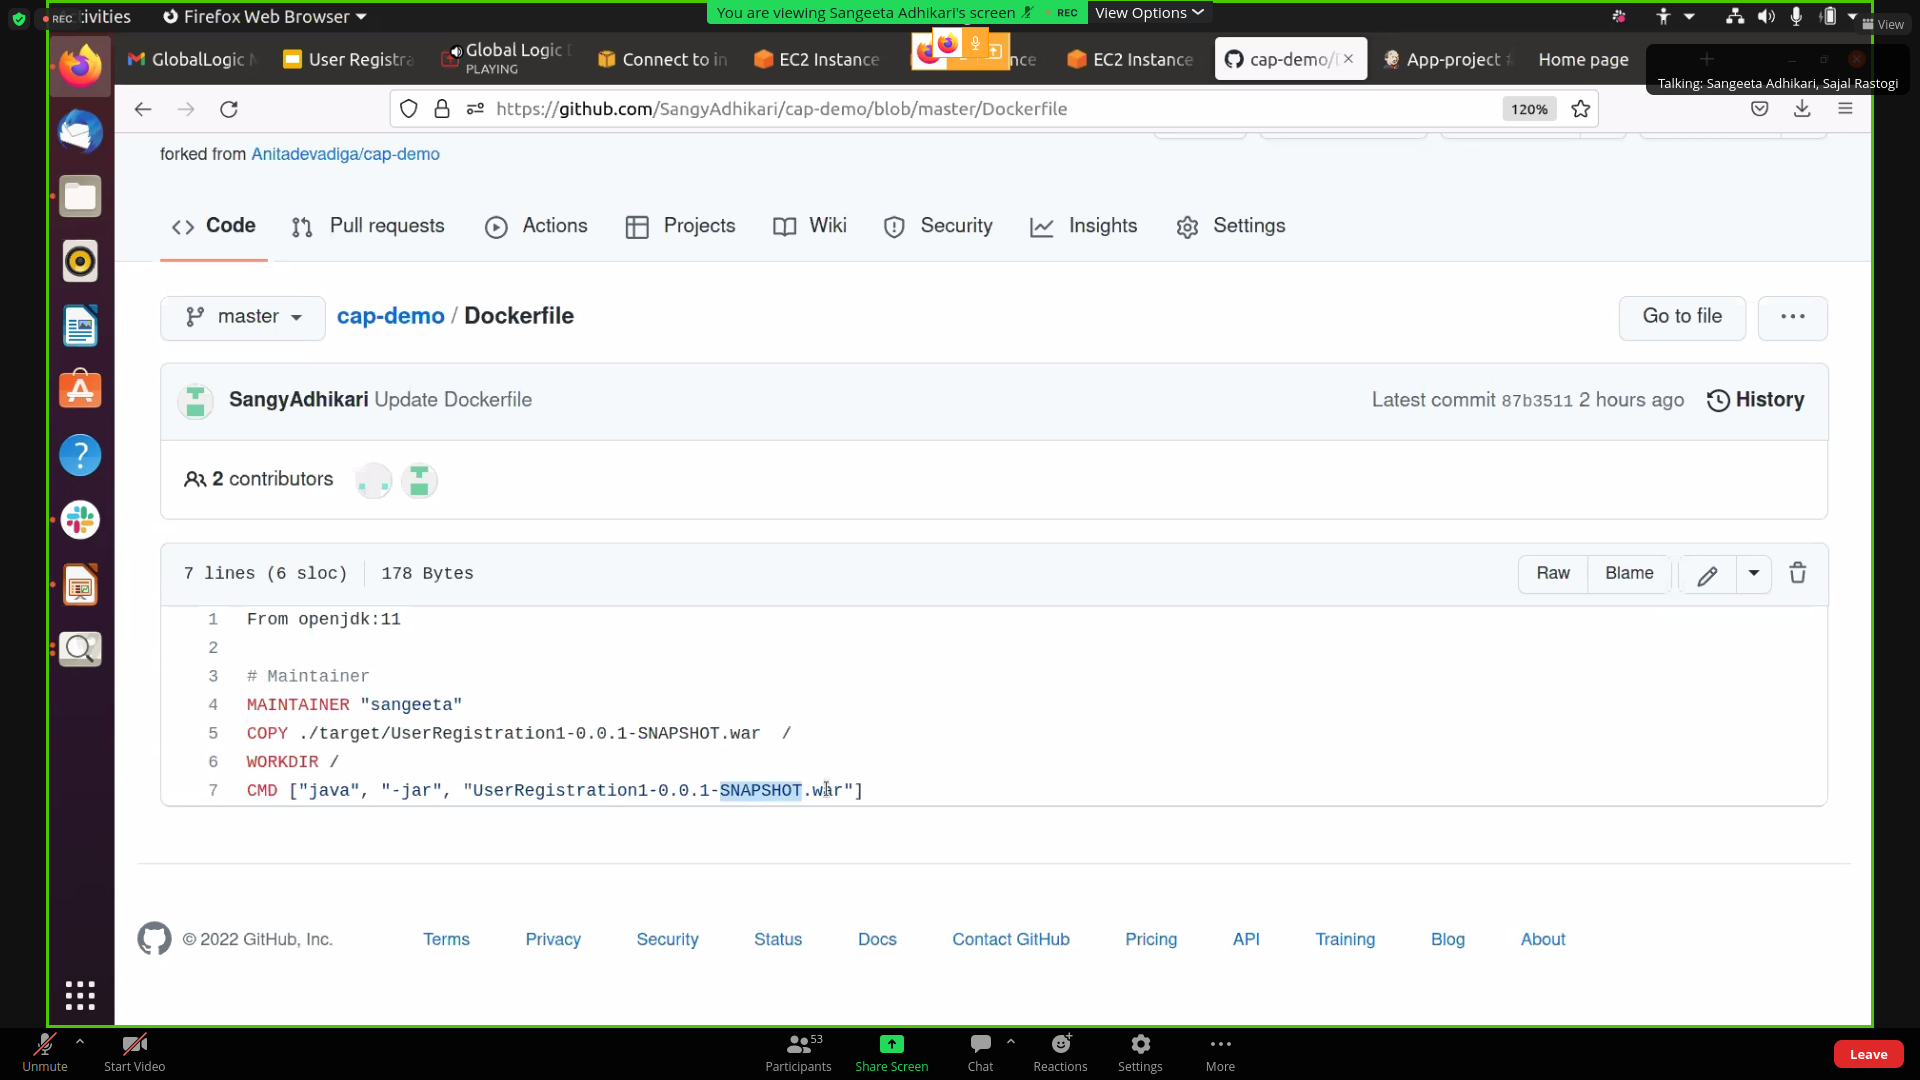 REC
tivities
Firefox Web Browser
You are viewing Sangeeta Adhikari's screen
REC
View Options
View
GlobalLogic
User Registra
Global Logic
PLAYING
Connect to in
EC2 Instance
nce
EC2 Instance
cap-demo/
App-project
Home page
Talking: Sangeeta Adhikari, Sajal Rastogi
https://github.com/SangyAdhikari/cap-demo/blob/master/Dockerfile
120%
forked from Anitadevadiga/cap-demo
Code
Pull requests
Actions
Projects
Wiki
Security
Insights
Settings
master
cap-demo / Dockerfile
Go to file
SangyAdhikari Update Dockerfile
Latest commit 87b3511 2 hours ago
History
2 contributors
7 lines (6 sloc)
178 Bytes
Raw
Blame
1 From openjdk:11
2
3 # Maintainer
4 MAINTAINER "sangeeta"
5 COPY ./target/UserRegistration1-0.0.1-SNAPSHOT.war  /
6 WORKDIR /
7 CMD ["java", "-jar", "UserRegistration1-0.0.1-SNAPSHOT.war"]
© 2022 GitHub, Inc.
Terms
Privacy
Security
Status
Docs
Contact GitHub
Pricing
API
Training
Blog
About
Unmute
Start Video
53
Participants
Share Screen
Chat
Reactions
Settings
More
Leave